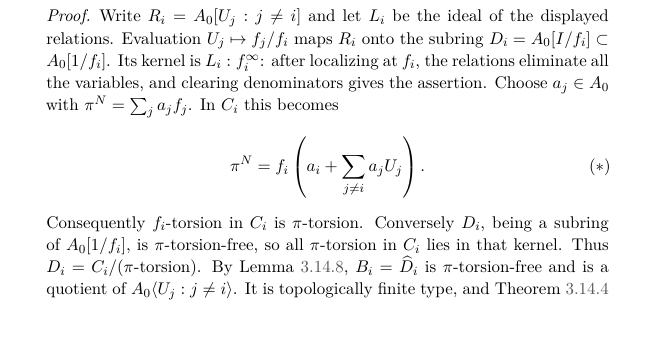 Proof. Write R_i = A_0[U_j : j ≠ i] and let L_i be the ideal of the displayed
relations. Evaluation U_j ↦ f_j/f_i maps R_i onto the subring D_i = A_0[I/f_i] ⊂
A_0[1/f_i]. Its kernel is L_i : f_i^∞: after localizing at f_i, the relations eliminate all
the variables, and clearing denominators gives the assertion. Choose a_j ∈ A_0
with π^N = ∑_j a_j f_j. In C_i this becomes
π^N = f_i (a_i + ∑_{j≠i} a_j U_j). (∗)
Consequently f_i-torsion in C_i is π-torsion. Conversely D_i, being a subring
of A_0[1/f_i], is π-torsion-free, so all π-torsion in C_i lies in that kernel. Thus
D_i = C_i/(π-torsion). By Lemma 3.14.8, B_i = \widehat{D}_i is π-torsion-free and is a
quotient of A_0⟨U_j : j ≠ i⟩. It is topologically finite type, and Theorem 3.14.4